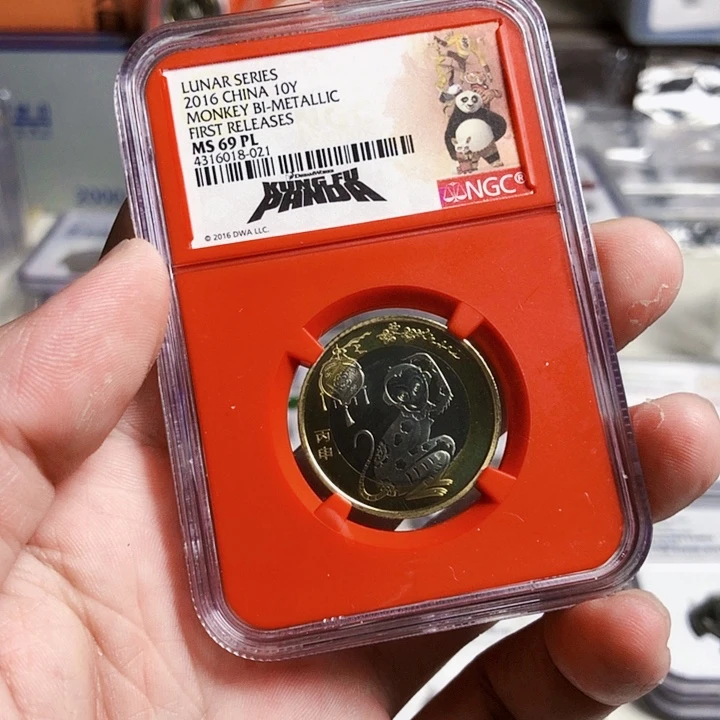 LUNAR SERIES
2016 CHINA 10Y
MONKEY BI-METALLIC
FIRST RELEASES
MS 69 PL
4316018-021
DREAMWORKS
KUNG FU
PANDA
NGC®
© 2016 DWA LLC.
丙申